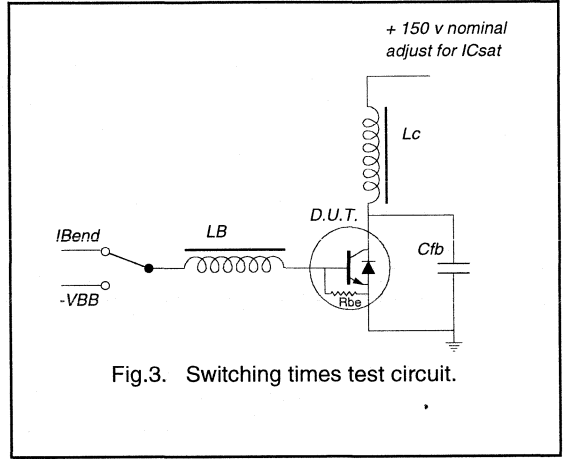 + 150 v nominal
adjust for ICsat
Lc
D.U.T.
LB
IBend
Cfb
-VBB
Rbe
Fig.3. Switching times test circuit.